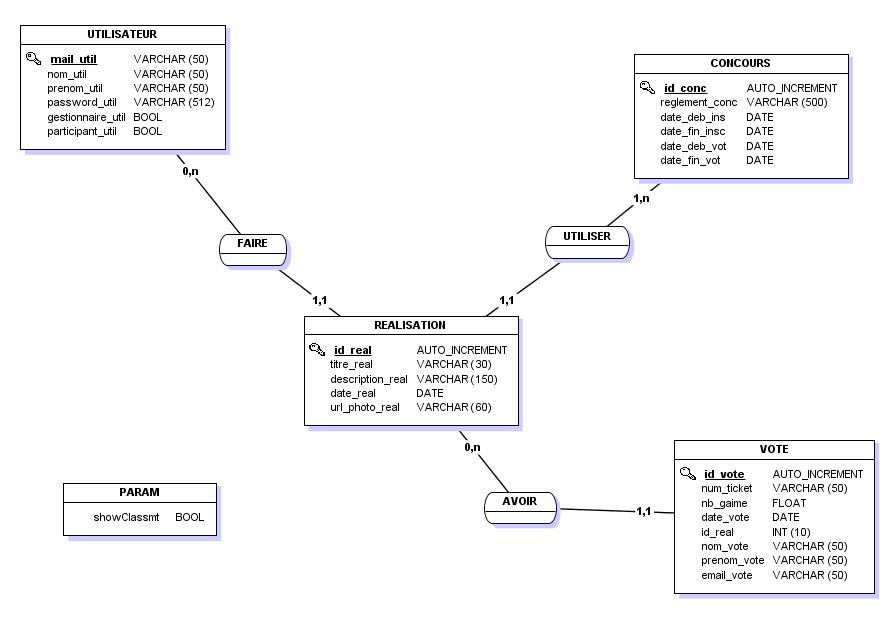 UTILISATEUR
mail_util VARCHAR (50)
nom_util VARCHAR (50)
prenom_util VARCHAR (50)
password_util VARCHAR (512)
gestionnaire_util BOOL
participant_util BOOL
CONCOURS
id_conc AUTO_INCREMENT
reglement_conc VARCHAR (500)
date_deb_ins DATE
date_fin_insc DATE
date_deb_vot DATE
date_fin_vot DATE
0,n
1,n
FAIRE
UTILISER
1,1
1,1
REALISATION
id_real AUTO_INCREMENT
titre_real VARCHAR (30)
description_real VARCHAR (150)
date_real DATE
url_photo_real VARCHAR (60)
0,n
AVOIR
1,1
VOTE
id_vote AUTO_INCREMENT
num_ticket VARCHAR (50)
nb_gaime FLOAT
date_vote DATE
id_real INT (10)
nom_vote VARCHAR (50)
prenom_vote VARCHAR (50)
email_vote VARCHAR (50)
PARAM
showClassmt BOOL